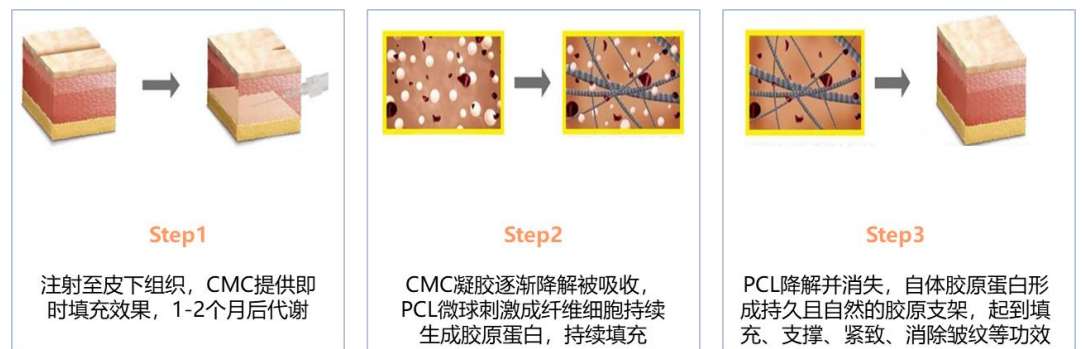 Step1
注射至皮下组织，CMC提供即
时填充效果，1-2个月后代谢
Step2
CMC凝胶逐渐降解被吸收，
PCL微球刺激成纤维细胞持续
生成胶原蛋白，持续填充
Step3
PCL降解并消失，自体胶原蛋白形
成持久且自然的胶原支架，起到填
充、支撑、紧致、消除皱纹等功效